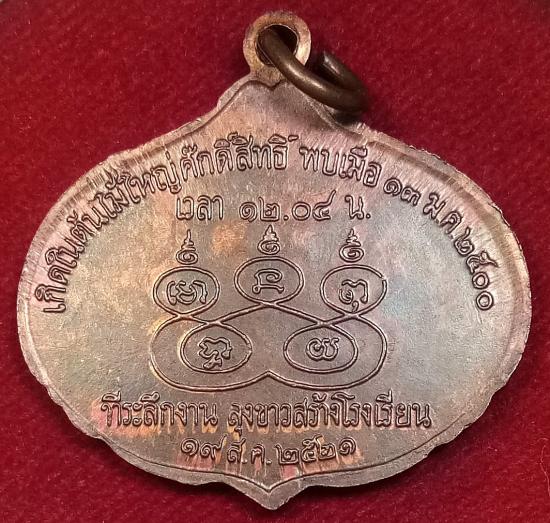 เกิดในต้นไม้ใหญ่ศักดิ์สิทธิ์ พบเมื่อ ๑๓ ม.ค.๒๕๐๐
เวลา ๑๒.๐๔ น.
ที่ระลึกงาน ลุงขาวสร้างโรงเรียน
๑๙ ส.ค.๒๕๒๑